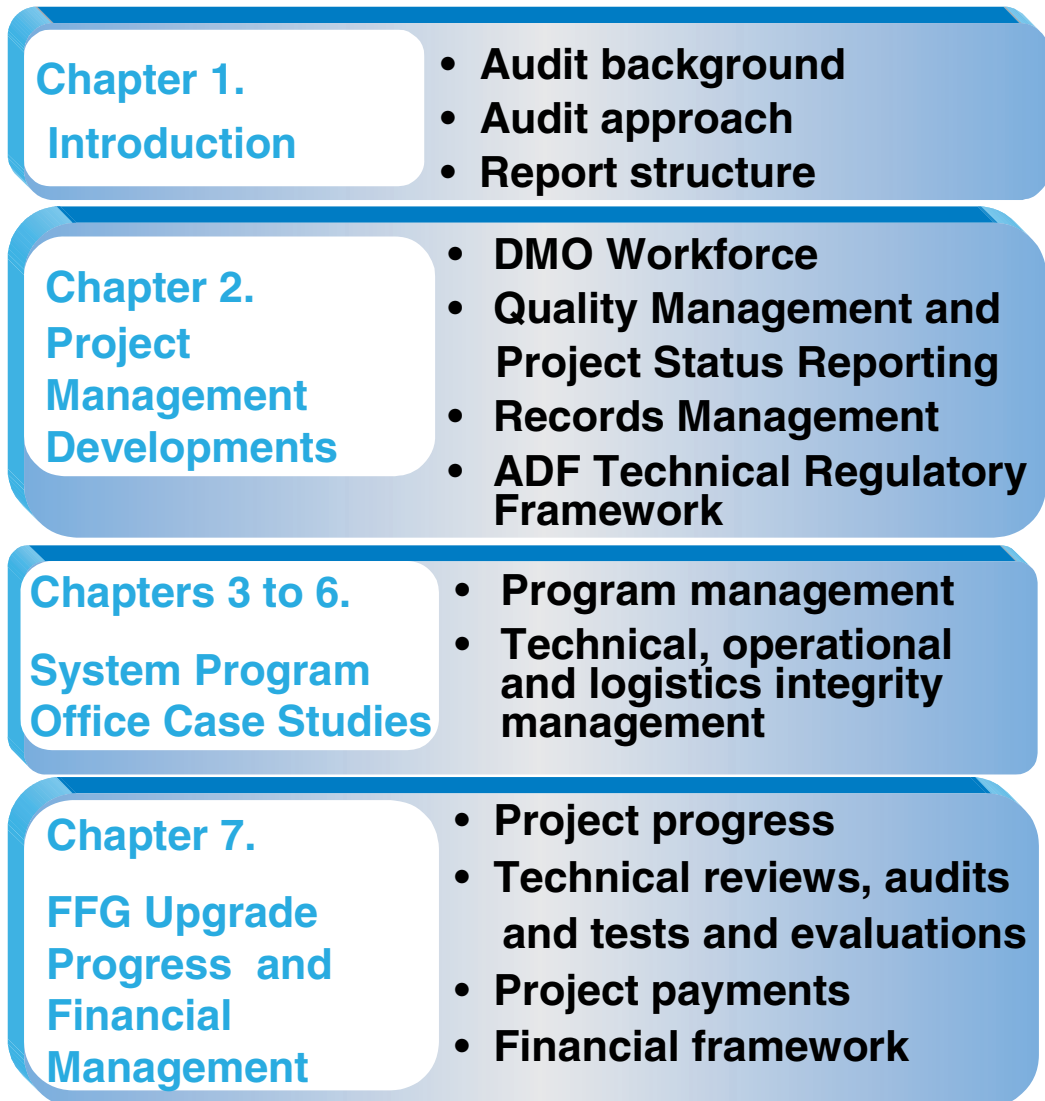 Chapter 1.
Introduction
• Audit background
• Audit approach
• Report structure
Chapter 2.
Project
Management
Developments
• DMO Workforce
• Quality Management and
Project Status Reporting
• Records Management
• ADF Technical Regulatory
Framework
Chapters 3 to 6.
System Program
Office Case Studies
• Program management
• Technical, operational
and logistics integrity
management
Chapter 7.
FFG Upgrade
Progress and
Financial
Management
• Project progress
• Technical reviews, audits
and tests and evaluations
• Project payments
• Financial framework